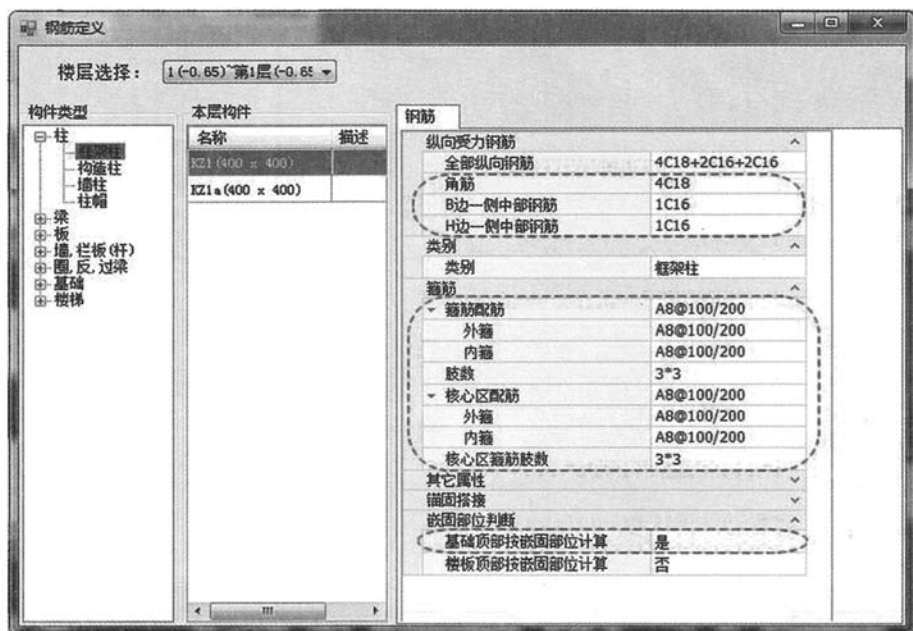 钢筋定义
楼层选择： 1(-0.65)~第1层(-0.65
构件类型
柱
框架柱
构造柱
墙柱
柱帽
梁
板
墙,栏板(杆)
圈,反,过梁
基础
楼梯
本层构件
名称 描述
KZ1(400 x 400)
KZ1a(400 x 400)
钢筋
纵向受力钢筋
全部纵向钢筋 4C18+2C16+2C16
角筋 4C18
B边一侧中部钢筋 1C16
H边一侧中部钢筋 1C16
类别
类别 框架柱
箍筋
箍筋配筋 A8@100/200
外箍 A8@100/200
内箍 A8@100/200
肢数 3*3
核心区配筋 A8@100/200
外箍 A8@100/200
内箍 A8@100/200
核心区箍筋肢数 3*3
其它属性
锚固搭接
嵌固部位判断
基础顶部按嵌固部位计算 是
楼板顶部按嵌固部位计算 否